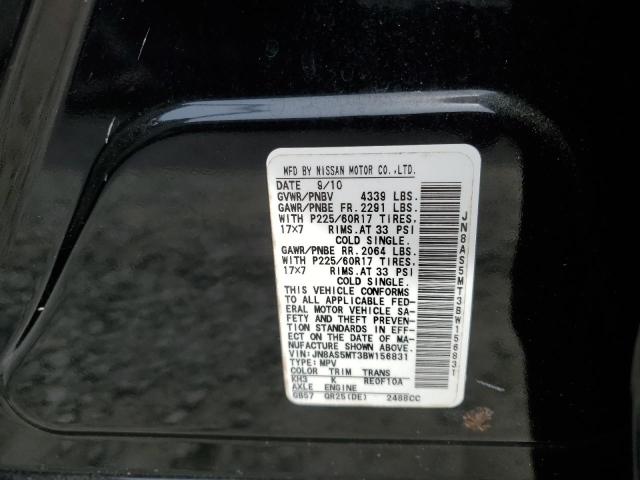 MFD BY NISSAN MOTOR CO.,LTD.
DATE 9/10
GVWR/PNBV 4339 LBS.
GAWR/PNBE FR. 2291 LBS.
WITH P225/60R17 TIRES.
17x7 RIMS.AT 33 PSI
COLD SINGLE.
GAWR/PNBE RR. 2064 LBS.
WITH P225/60R17 TIRES.
17x7 RIMS.AT 33 PSI
COLD SINGLE.
THIS VEHICLE CONFORMS
TO ALL APPLICABLE FED-
ERAL MOTOR VEHICLE SA-
FETY AND THEFT PREVEN-
TION STANDARDS IN EFF-
ECT ON THE DATE OF MA-
NUFACTURE SHOWN ABOVE.
VIN:JN8AS5MT3BW156831
TYPE:MPV
COLOR TRIM TRANS
KH3 K RE0F10A
AXLE ENGINE
GB57 QR25(DE) 2488CC
JN8AS5MT3BW156831